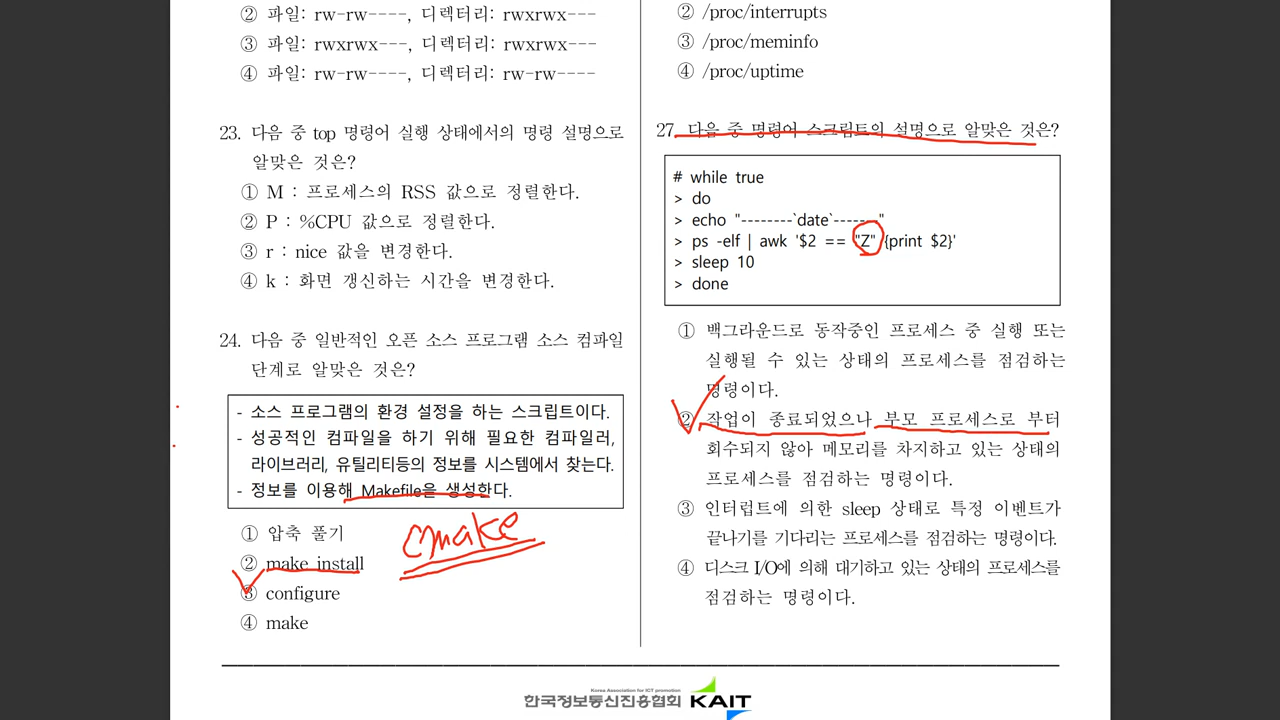 ② 파일: rw-rw----, 디렉터리: rwxrwx---
③ 파일: rwxrwx---, 디렉터리: rwxrwx---
④ 파일: rw-rw----, 디렉터리: rw-rw----
23. 다음 중 top 명령어 실행 상태에서의 명령 설명으로
알맞은 것은?
① M : 프로세스의 RSS 값으로 정렬한다.
② P : %CPU 값으로 정렬한다.
③ r : nice 값을 변경한다.
④ k : 화면 갱신하는 시간을 변경한다.
24. 다음 중 일반적인 오픈 소스 프로그램 소스 컴파일
단계로 알맞은 것은?
- 소스 프로그램의 환경 설정을 하는 스크립트이다.
- 성공적인 컴파일을 하기 위해 필요한 컴파일러,
라이브러리, 유틸리티등의 정보를 시스템에서 찾는다.
- 정보를 이용해 Makefile을 생성한다.
① 압축 풀기
② make install
③ configure
④ make
cmake
② /proc/interrupts
③ /proc/meminfo
④ /proc/uptime
27. 다음 중 명령어 스크립트의 설명으로 알맞은 것은?
# while true
> do
> echo "--------`date`-------"
> ps -elf | awk '$2 == "Z" {print $2}'
> sleep 10
> done
① 백그라운드로 동작중인 프로세스 중 실행 또는
실행될 수 있는 상태의 프로세스를 점검하는
명령이다.
② 작업이 종료되었으나 부모 프로세스로 부터
회수되지 않아 메모리를 차지하고 있는 상태의
프로세스를 점검하는 명령이다.
③ 인터럽트에 의한 sleep 상태로 특정 이벤트가
끝나기를 기다리는 프로세스를 점검하는 명령이다.
④ 디스크 I/O에 의해 대기하고 있는 상태의 프로세스를
점검하는 명령이다.
Korea Association for ICT promotion
한국정보통신진흥협회 KAIT